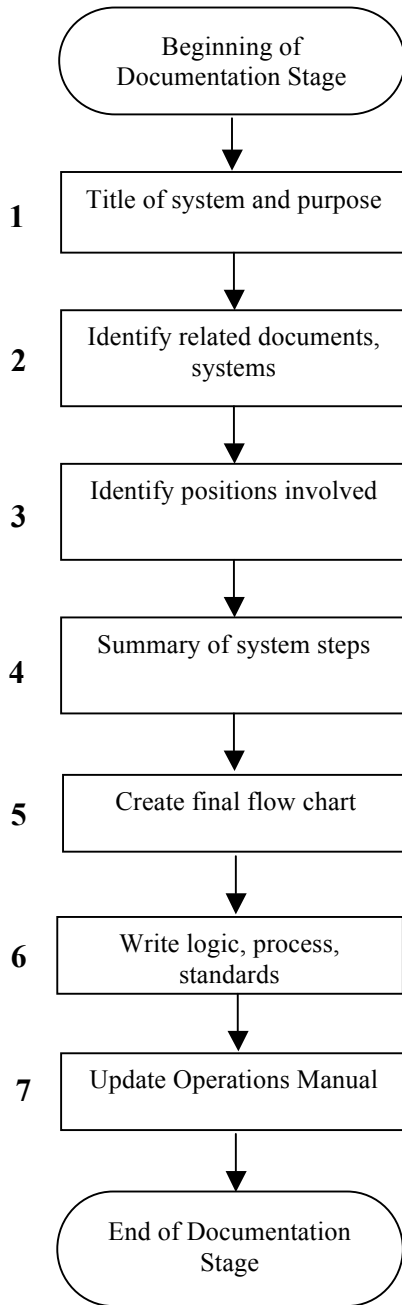 Beginning of
Documentation Stage
1
Title of system and purpose
2
Identify related documents,
systems
3
Identify positions involved
4
Summary of system steps
5
Create final flow chart
6
Write logic, process,
standards
7
Update Operations Manual
End of Documentation
Stage